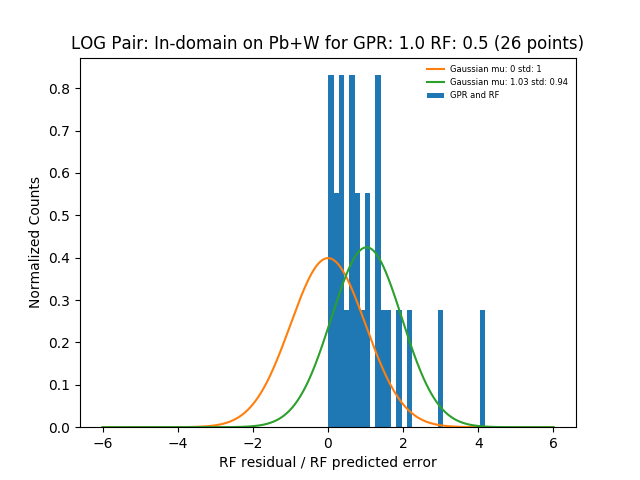 LOG Pair: In-domain on Pb+W for GPR: 1.0 RF: 0.5 (26 points)
Gaussian mu: 0 std: 1
Gaussian mu: 1.03 std: 0.94
GPR and RF
Normalized Counts
0.8
0.7
0.6
0.5
0.4
0.3
0.2
0.1
0.0
−6 −4 −2 0 2 4 6
RF residual / RF predicted error